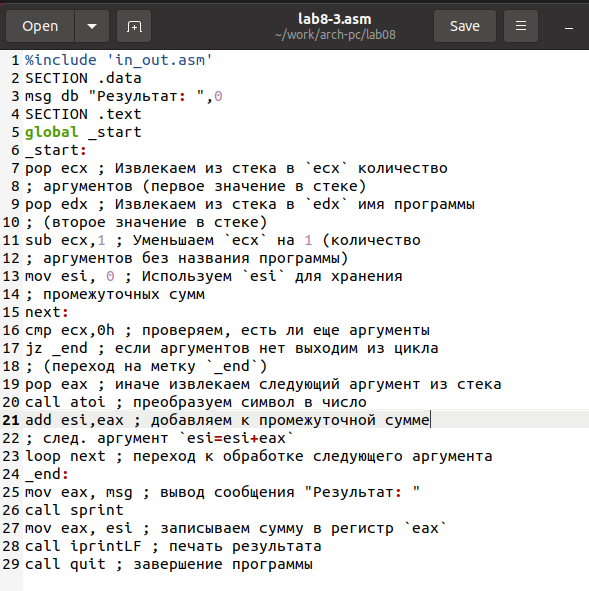 Open
lab8-3.asm
~/work/arch-pc/lab08
Save
1 %include 'in_out.asm'
2 SECTION .data
3 msg db "Результат: ",0
4 SECTION .text
5 global _start
6 _start:
7 pop ecx ; Извлекаем из стека в `ecx` количество
8 ; аргументов (первое значение в стеке)
9 pop edx ; Извлекаем из стека в `edx` имя программы
10 ; (второе значение в стеке)
11 sub ecx,1 ; Уменьшаем `ecx` на 1 (количество
12 ; аргументов без названия программы)
13 mov esi, 0 ; Используем `esi` для хранения
14 ; промежуточных сумм
15 next:
16 cmp ecx,0h ; проверяем, есть ли еще аргументы
17 jz _end ; если аргументов нет выходим из цикла
18 ; (переход на метку `_end`)
19 pop eax ; иначе извлекаем следующий аргумент из стека
20 call atoi ; преобразуем символ в число
21 add esi,eax ; добавляем к промежуточной сумме
22 ; след. аргумент `esi=esi+eax`
23 loop next ; переход к обработке следующего аргумента
24 _end:
25 mov eax, msg ; вывод сообщения "Результат: "
26 call sprint
27 mov eax, esi ; записываем сумму в регистр `eax`
28 call iprintLF ; печать результата
29 call quit ; завершение программы